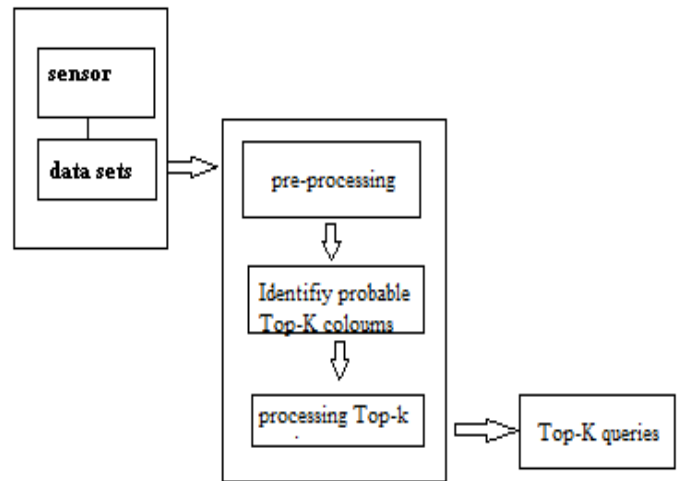 sensor
data sets
pre-processing
Identifiy probable
Top-K coloums
processing Top-k
Top-K queries